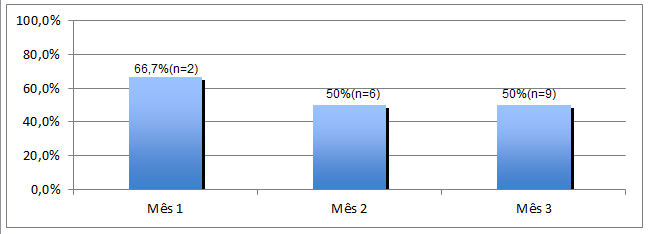 100,0%
80,0%
60,0%
40,0%
20,0%
0,0%
66,7%(n=2)
50%(n=6)
50%(n=9)
Mês 1
Mês 2
Mês 3